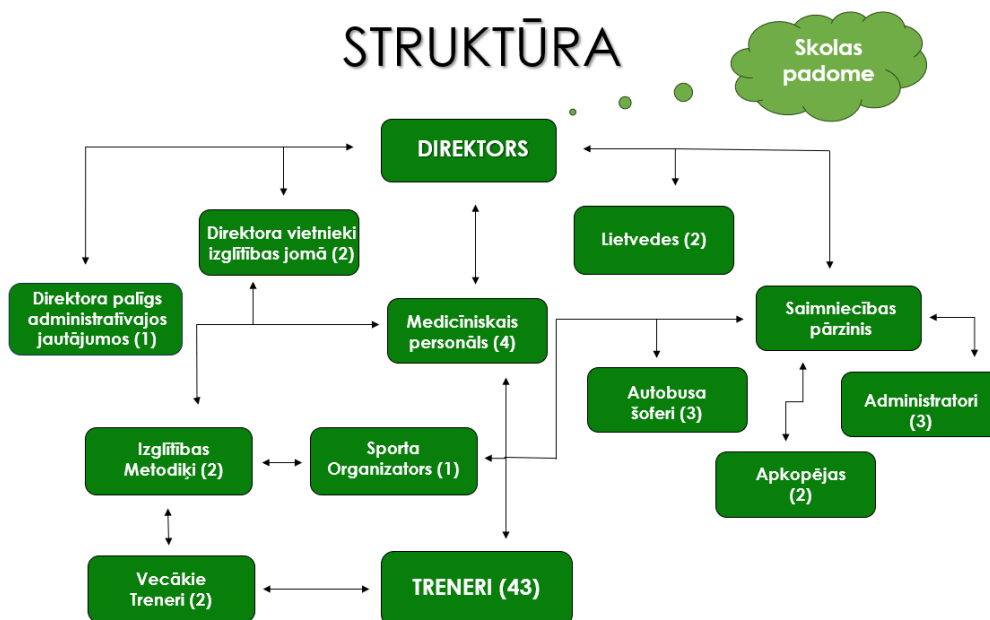 STRUKTŪRA
Skolas
padome
DIREKTORS
Direktora vietnieki
izglītības jomā (2)
Lietvedes (2)
Direktora palīgs
administratīvajos
jautājumos (1)
Medicīniskais
personāls (4)
Saimniecības
pārzinis
Autobusa
šoferi (3)
Administratori
(3)
Izglītības
Metodiķi (2)
Sporta
Organizators (1)
Apkopējas
(2)
Vecākie
Treneri (2)
TRENERI (43)